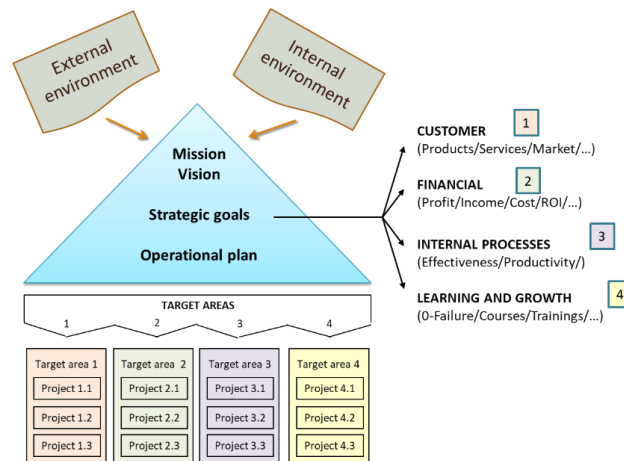 External
environment
Internal
environment
Mission
Vision
Strategic goals
Operational plan
CUSTOMER 1
(Products/Services/Market/...)
FINANCIAL 2
(Profit/Income/Cost/ROI/...)
INTERNAL PROCESSES 3
(Effectiveness/Productivity/)
LEARNING AND GROWTH 4
(0-Failure/Courses/Trainings/...)
TARGET AREAS
1 2 3 4
Target area 1 Target area 2 Target area 3 Target area 4
Project 1.1 Project 2.1 Project 3.1 Project 4.1
Project 1.2 Project 2.2 Project 3.2 Project 4.2
Project 1.3 Project 2.3 Project 3.3 Project 4.3